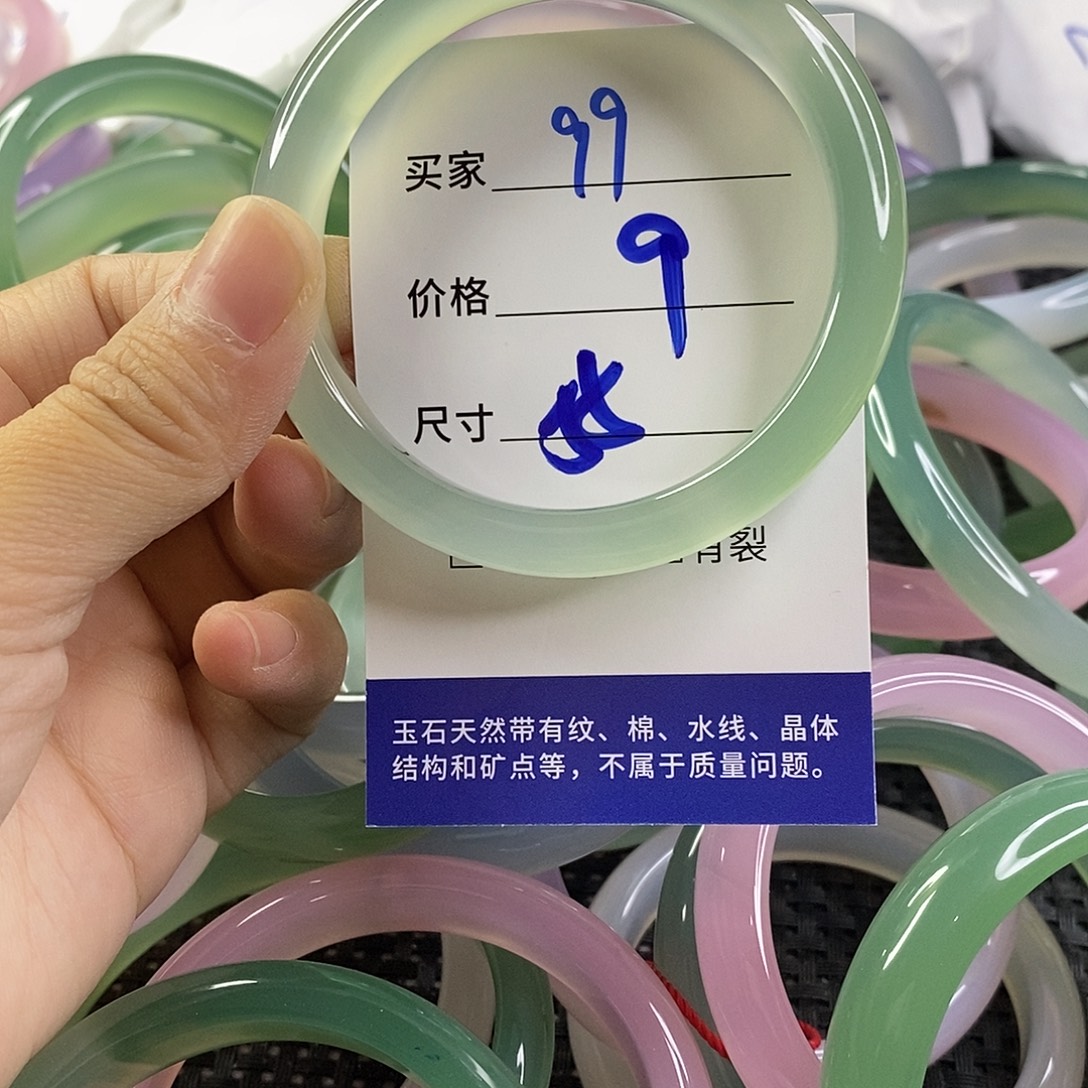 买家 99
价格 9
尺寸
有裂
玉石天然带有纹、棉、水线、晶体
结构和矿点等，不属于质量问题。